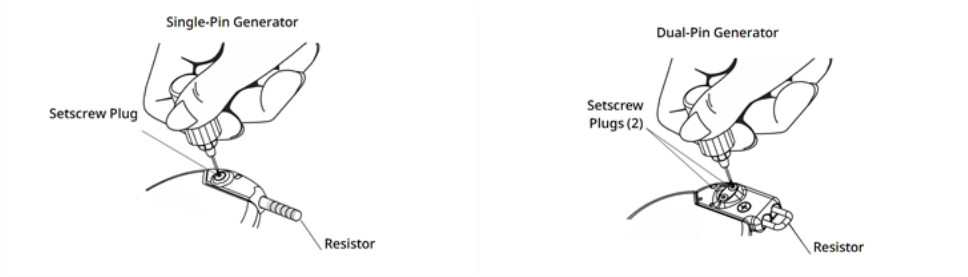 Single-Pin Generator
Setscrew Plug
Resistor
Dual-Pin Generator
Setscrew
Plugs (2)
Resistor